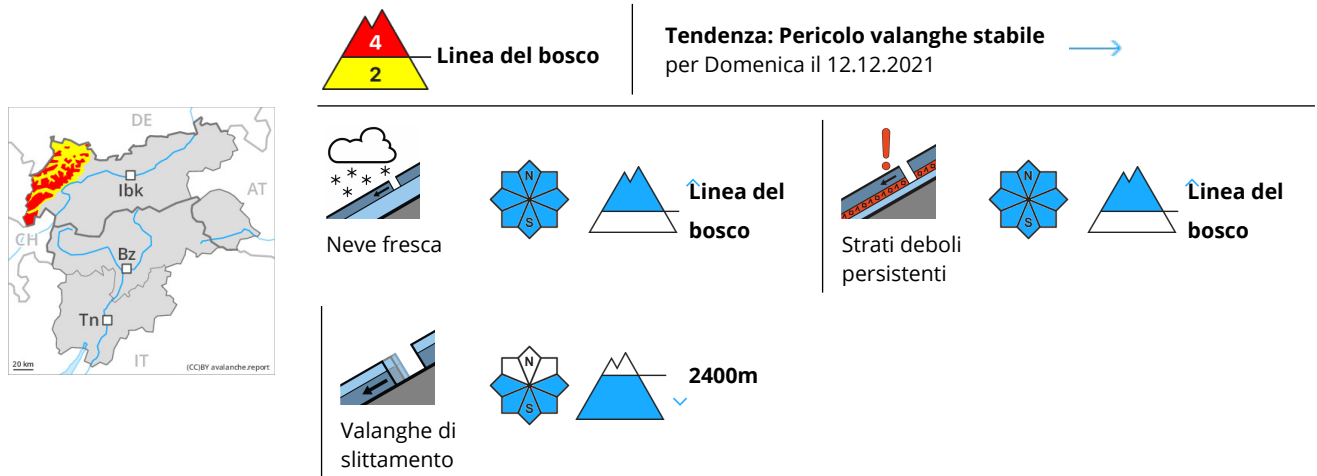 4
2
Linea del bosco
Tendenza: Pericolo valanghe stabile
per Domenica il 12.12.2021
DE
Ibk
AT
CH
Bz
Tn
IT
20 km
(CC)BY avalanche.report
N
S
Linea del
bosco
Neve fresca
N
S
Linea del
bosco
Strati deboli
persistenti
N
S
2400m
Valanghe di
slittamento